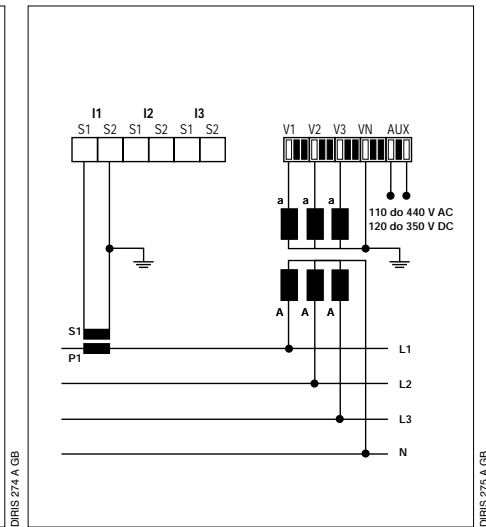 I1 I2 I3
S1 S2 S1 S2 S1 S2
V1 V2 V3 VN AUX
a a a
110 do 440 V AC
120 do 350 V DC
S1
P1
A A A
L1
L2
L3
N
DIRIS 274 A GB
DIRIS 275 A GB